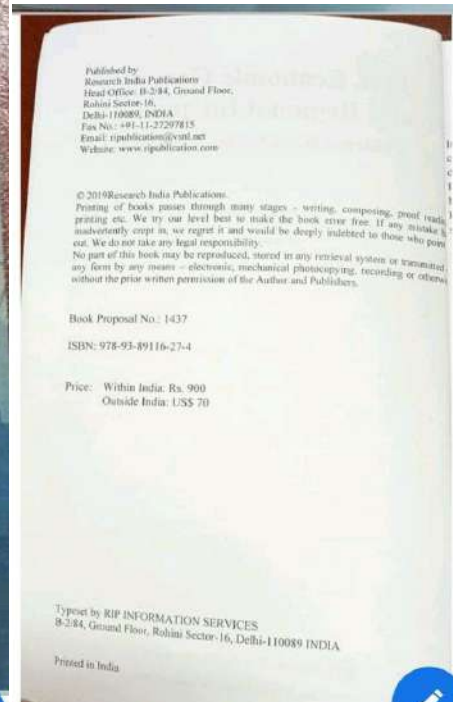 Published by
Research India Publications
Head Office: B-2/84, Ground Floor,
Rohini Sector-16,
Delhi-110089, INDIA
Fax No.: +91-11-27297815
Email: ripublication@vsnl.net
Website: www.ripublication.com
© 2019Research India Publications.
Printing of books passes through many stages - writing, composing, proof readin
printing etc. We try our level best to make the book error free. If any mistake h
inadvertently crept in, we regret it and would be deeply indebted to those who poin
out. We do not take any legal responsibility.
No part of this book may be reproduced, stored in any retrieval system or transmitted
any form by any means - electronic, mechanical photocopying, recording or otherwi
without the prior written permission of the Author and Publishers.
Book Proposal No.: 1437
ISBN: 978-93-89116-27-4
Price: Within India: Rs. 900
Outside India: US$ 70
Typeset by RIP INFORMATION SERVICES
B-2/84, Ground Floor, Rohini Sector-16, Delhi-110089 INDIA
Printed in India